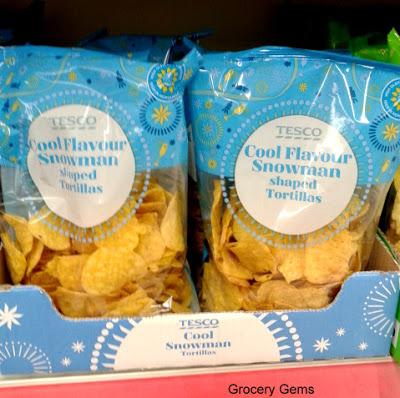 TESCO
Cool Flavour
Snowman
shaped
Tortillas
TESCO
Cool Flavour
Snowman
shaped
Tortillas
TESCO
Cool
Snowman
Tortillas
Grocery Gems